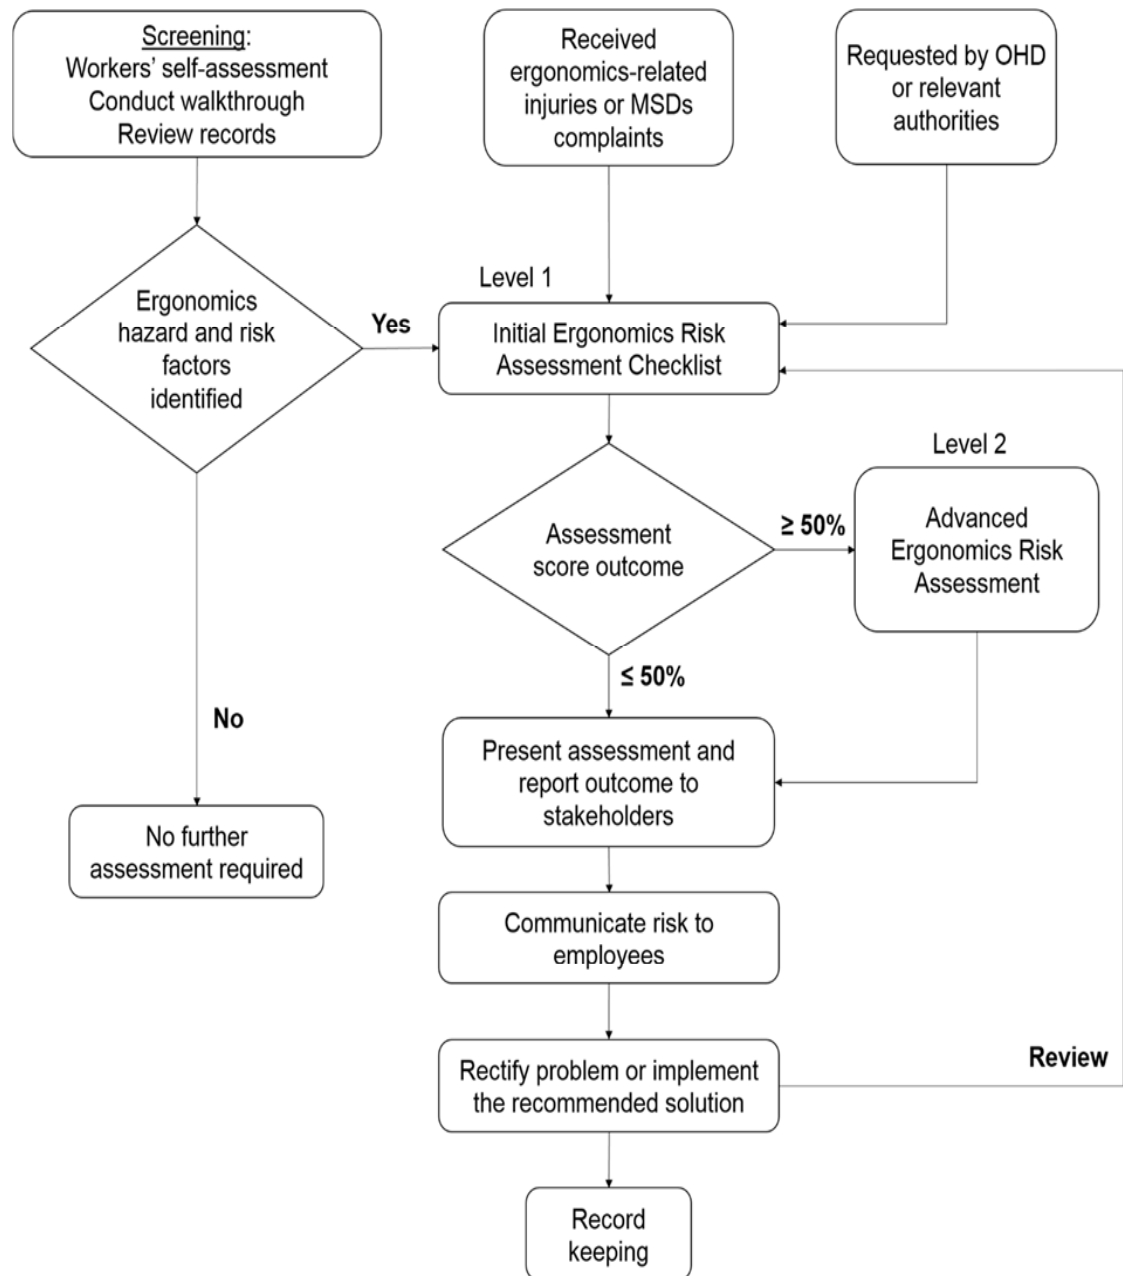 Screening:
Workers' self-assessment
Conduct walkthrough
Review records
Received
ergonomics-related
injuries or MSDs
complaints
Requested by OHD
or relevant
authorities
Ergonomics
hazard and risk
factors
identified
Yes
Level 1
Initial Ergonomics Risk
Assessment Checklist
Assessment
score outcome
≥ 50%
Level 2
Advanced
Ergonomics Risk
Assessment
≤ 50%
No
No further
assessment required
Present assessment and
report outcome to
stakeholders
Communicate risk to
employees
Rectify problem or implement
the recommended solution
Review
Record
keeping